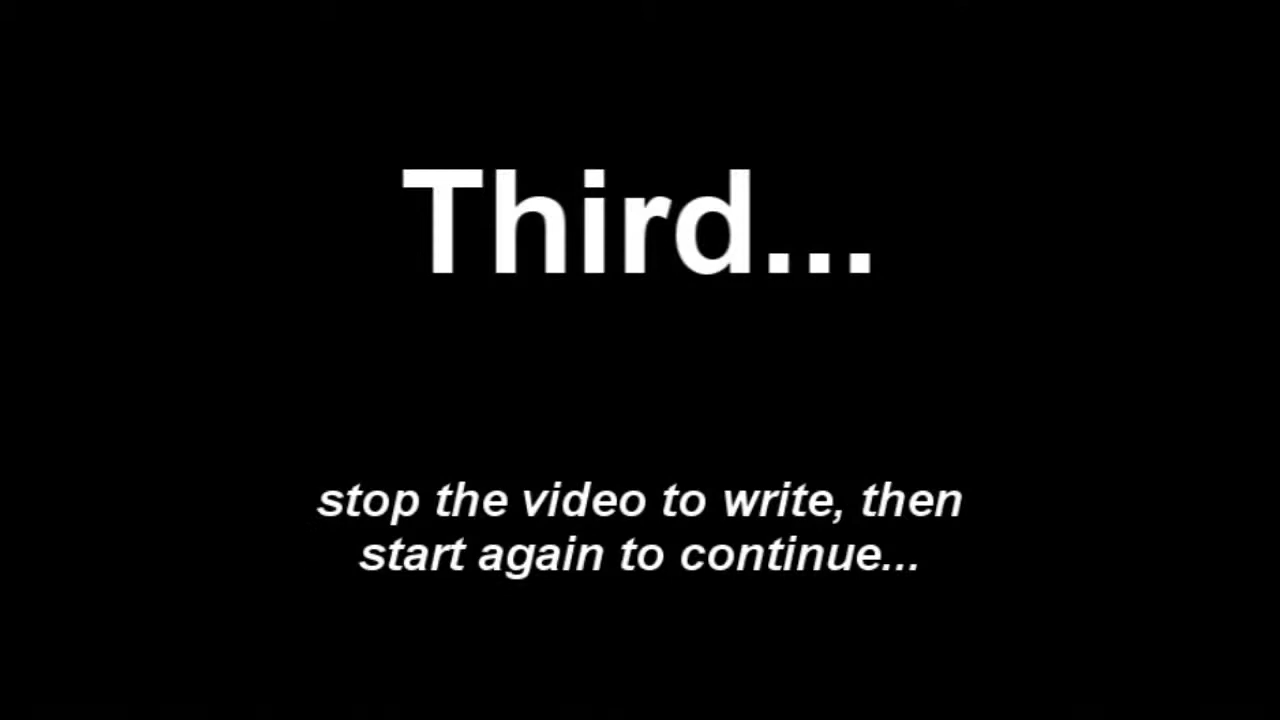 Third...
stop the video to write, then
start again to continue...